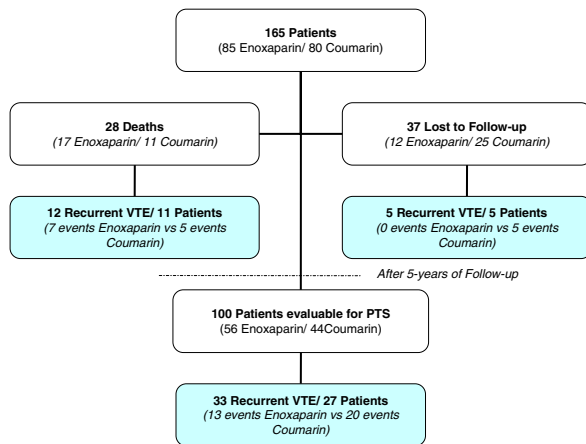 165 Patients
(85 Enoxaparin/ 80 Coumarin)
28 Deaths
(17 Enoxaparin/ 11 Coumarin)
37 Lost to Follow-up
(12 Enoxaparin/ 25 Coumarin)
12 Recurrent VTE/ 11 Patients
(7 events Enoxaparin vs 5 events
Coumarin)
5 Recurrent VTE/ 5 Patients
(0 events Enoxaparin vs 5 events
Coumarin)
After 5-years of Follow-up
100 Patients evaluable for PTS
(56 Enoxaparin/ 44Coumarin)
33 Recurrent VTE/ 27 Patients
(13 events Enoxaparin vs 20 events
Coumarin)